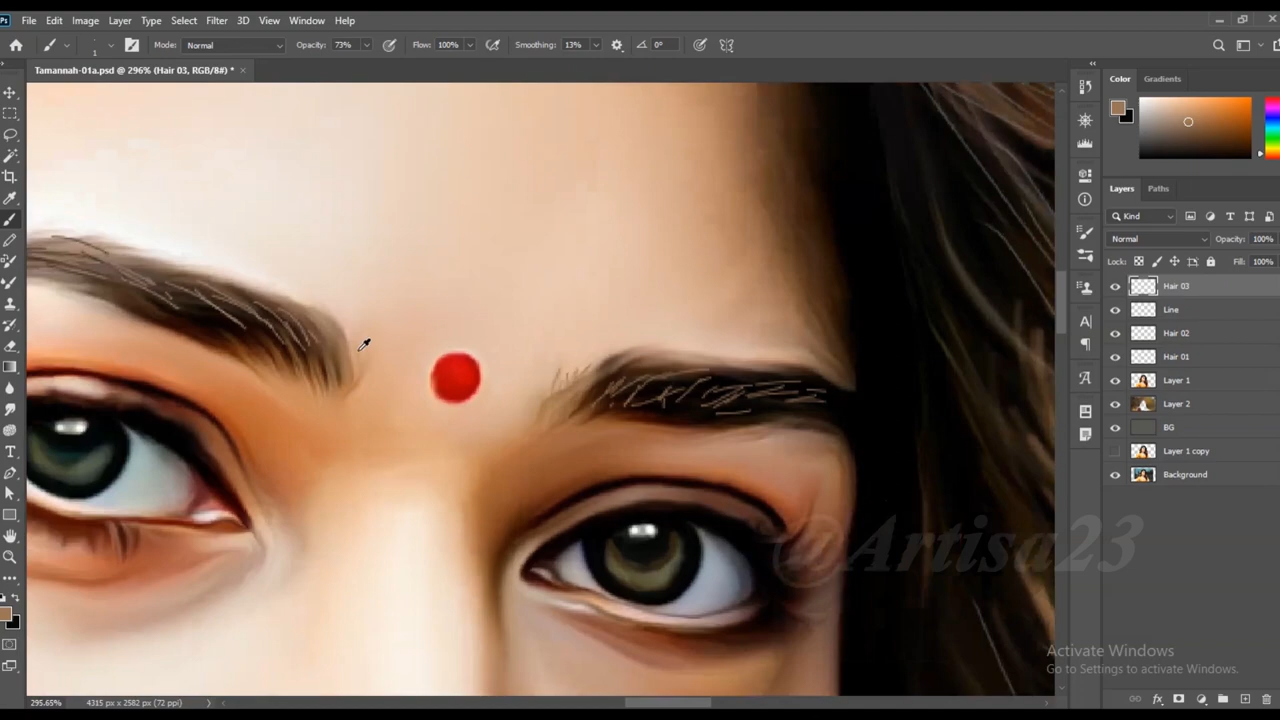 Ps File Edit Image Layer Type Select Filter 3D View Window Help
1 Mode: Normal Opacity: 73% Flow: 100% Smoothing: 13% 0°
Tamannah-01a.psd @ 296% (Hair 03, RGB/8#) * ×
Color Gradients
Layers Paths
Kind
Normal Opacity: 100%
Lock: Fill: 100%
Hair 03
Line
Hair 02
Hair 01
Layer 1
Layer 2
BG
Layer 1 copy
Background
@Artisa23
Activate Windows
Go to Settings to activate Windows.
295.65% 4315 px x 2582 px (72 ppi)